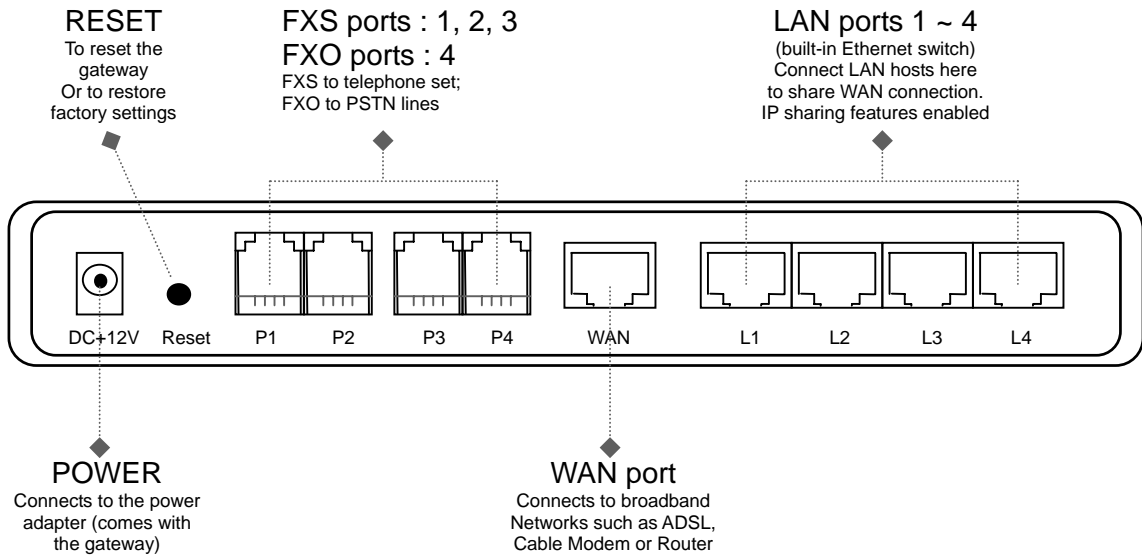 RESET
To reset the
gateway
Or to restore
factory settings
FXS ports : 1, 2, 3
FXO ports : 4
FXS to telephone set;
FXO to PSTN lines
LAN ports 1 ~ 4
(built-in Ethernet switch)
Connect LAN hosts here
to share WAN connection.
IP sharing features enabled
DC+12V Reset P1 P2 P3 P4 WAN L1 L2 L3 L4
POWER
Connects to the power
adapter (comes with
the gateway)
WAN port
Connects to broadband
Networks such as ADSL,
Cable Modem or Router